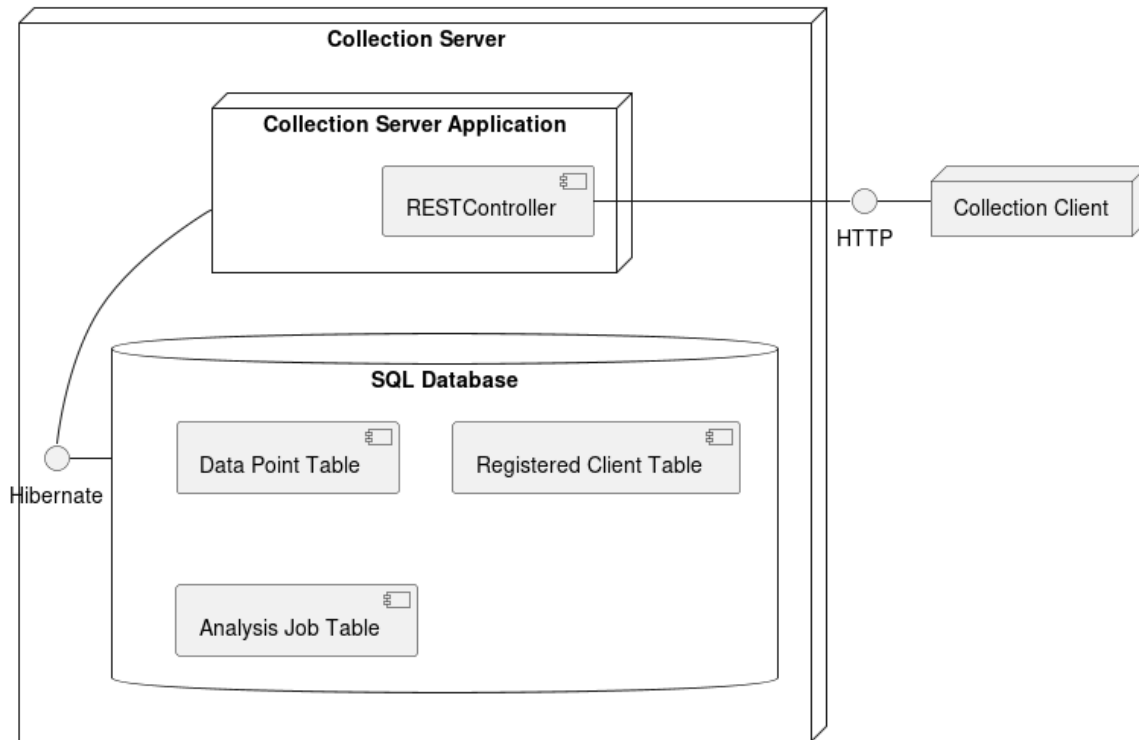 Collection Server
Collection Server Application
RESTController
Collection Client
HTTP
SQL Database
Data Point Table
Registered Client Table
Hibernate
Analysis Job Table